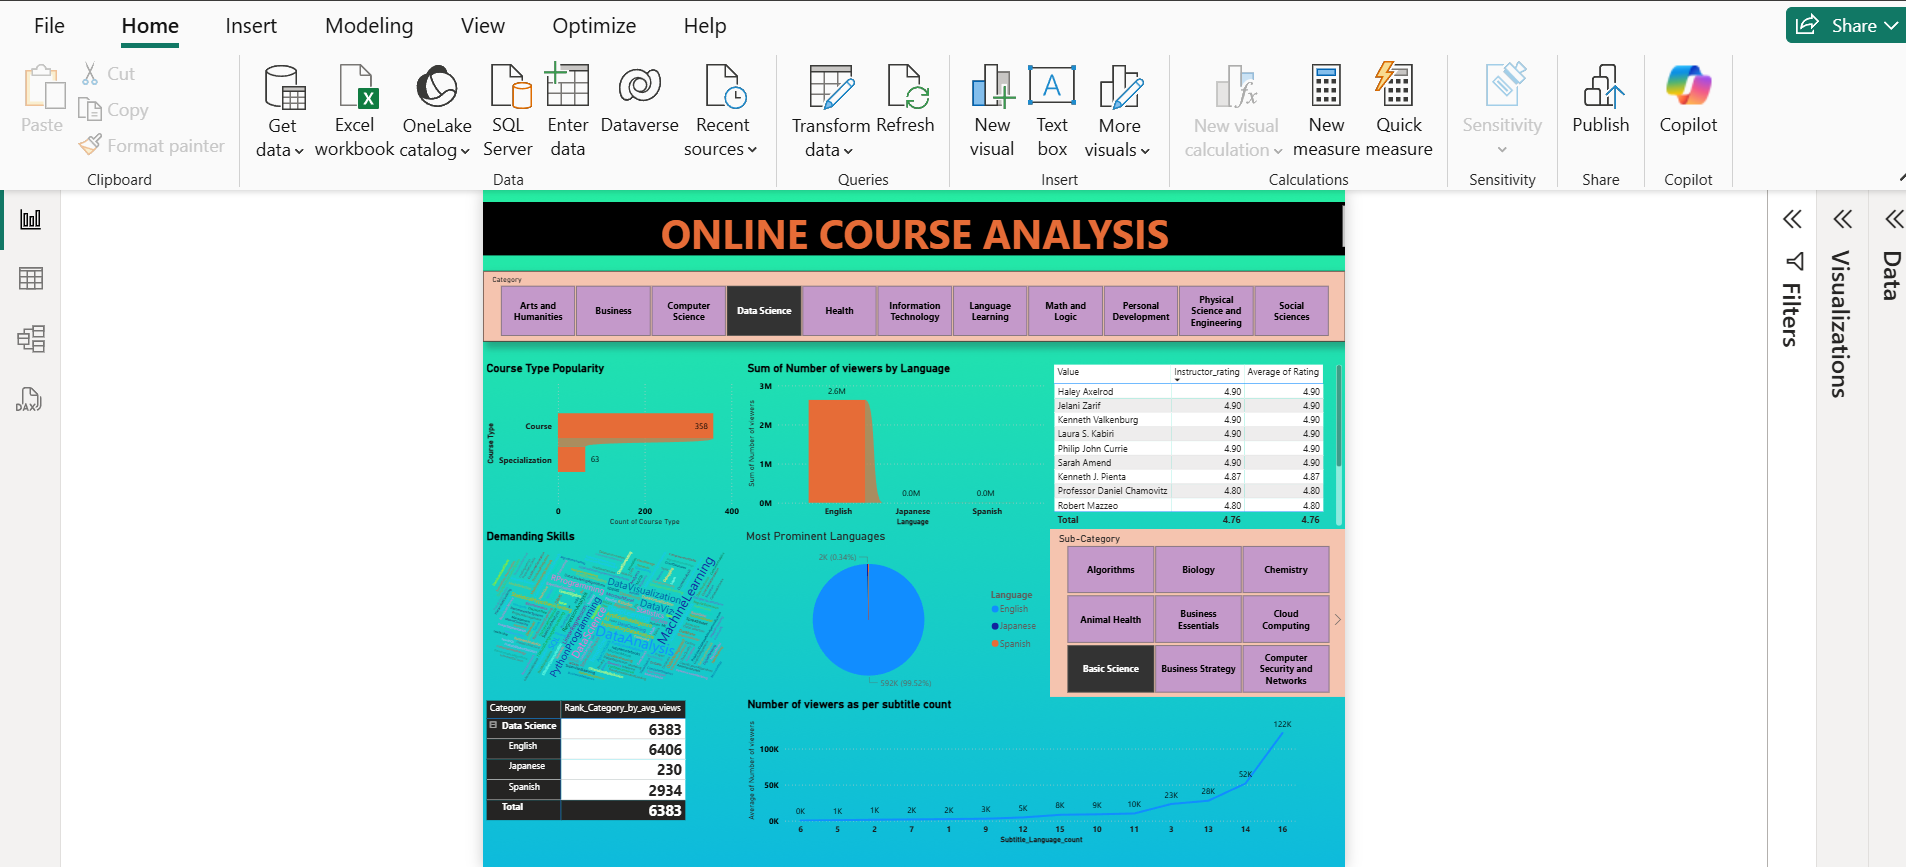 File Home Insert Modeling View Optimize Help Share
Paste Cut Copy Format painter
Clipboard
Get data Excel workbook OneLake catalog SQL Server Enter data Dataverse Recent sources
Data
Transform data Refresh
Queries
New visual Text box More visuals
Insert
New visual calculation New measure Quick measure
Calculations
Sensitivity
Sensitivity
Publish
Share
Copilot
Copilot
Filters
Visualizations
Data
DAX
ONLINE COURSE ANALYSIS
Category
Arts and Humanities
Business
Computer Science
Data Science
Health
Information Technology
Language Learning
Math and Logic
Personal Development
Physical Science and Engineering
Social Sciences
Course Type Popularity
Course Type
Course 358
Specialization 63
0 200 400
Count of Course Type
Sum of Number of viewers by Language
Sum of Number of viewers
3M
2M
1M
0M
2.6M 0.0M 0.0M
English Japanese Spanish
Language
Value Instructor_rating Average of Rating
Haley Axelrod 4.90 4.90
Jelani Zarif 4.90 4.90
Kenneth Valkenburg 4.90 4.90
Laura S. Kabiri 4.90 4.90
Philip John Currie 4.90 4.90
Sarah Amend 4.90 4.90
Kenneth J. Pienta 4.87 4.87
Professor Daniel Chamovitz 4.80 4.80
Robert Mazzeo 4.80 4.80
Total 4.76 4.76
Demanding Skills
DataVisualization
DataViz
MachineLearning
PythonProgramming
DataAnalysis
Most Prominent Languages
2K (0.34%)
592K (99.52%)
Language
English
Japanese
Spanish
Sub-Category
Algorithms
Biology
Chemistry
Animal Health
Business Essentials
Cloud Computing
Basic Science
Business Strategy
Computer Security and Networks
Category Rank_Category_by_avg_views
Data Science 6383
English 6406
Japanese 230
Spanish 2934
Total 6383
Number of viewers as per subtitle count
Average of Number of viewers
100K
50K
0K
0K 1K 1K 2K 2K 3K 5K 8K 9K 10K 23K 28K 52K 122K
6 5 2 7 1 9 12 15 10 11 3 13 14 16
Subtitle_Language_count